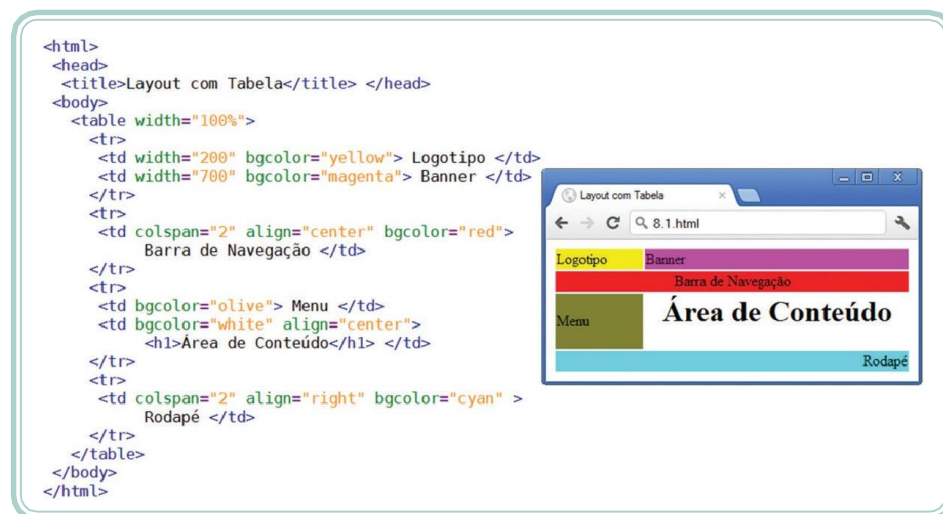 <html>
<head>
<title>Layout com Tabela</title> </head>
<body>
<table width="100%">
<tr>
<td width="200" bgcolor="yellow"> Logotipo </td>
<td width="700" bgcolor="magenta"> Banner </td>
</tr>
<tr>
<td colspan="2" align="center" bgcolor="red">
Barra de Navegação </td>
</tr>
<tr>
<td bgcolor="olive"> Menu </td>
<td bgcolor="white" align="center">
<h1>Área de Conteúdo</h1> </td>
</tr>
<tr>
<td colspan="2" align="right" bgcolor="cyan" >
Rodapé </td>
</tr>
</table>
</body>
</html>
Layout com Tabela
8.1.html
Logotipo Banner
Barra de Navegação
Menu Área de Conteúdo
Rodapé